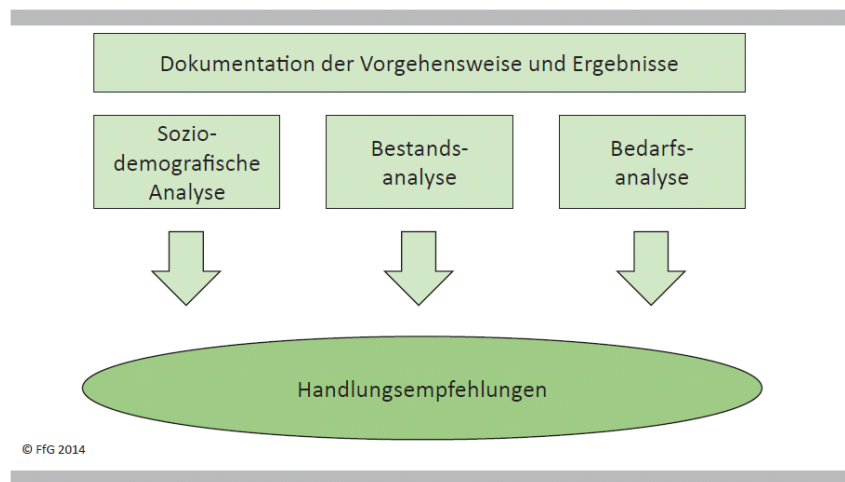 Dokumentation der Vorgehensweise und Ergebnisse
Sozio-
demografische
Analyse
Bestands-
analyse
Bedarfs-
analyse
Handlungsempfehlungen
© FfG 2014